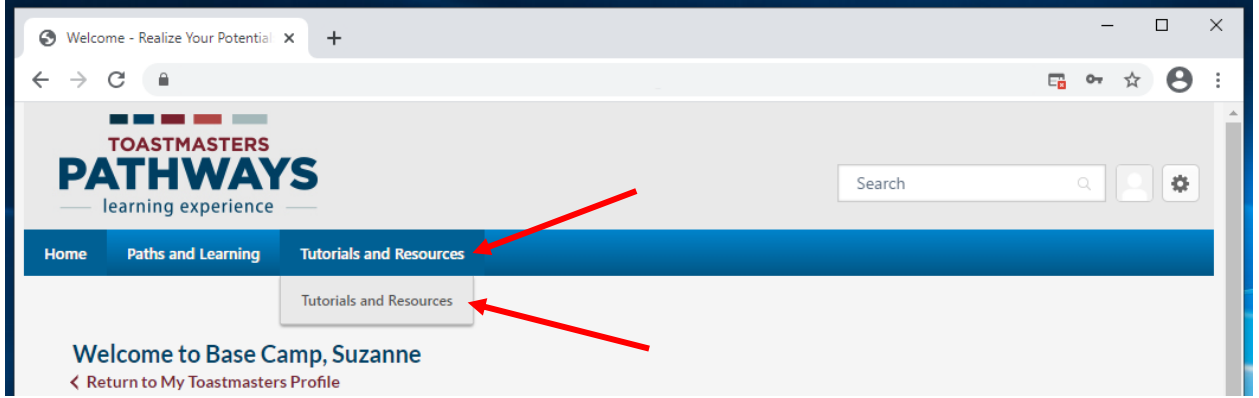 Welcome - Realize Your Potential
TOASTMASTERS
PATHWAYS
learning experience
Search
Home Paths and Learning Tutorials and Resources
Tutorials and Resources
Welcome to Base Camp, Suzanne
Return to My Toastmasters Profile